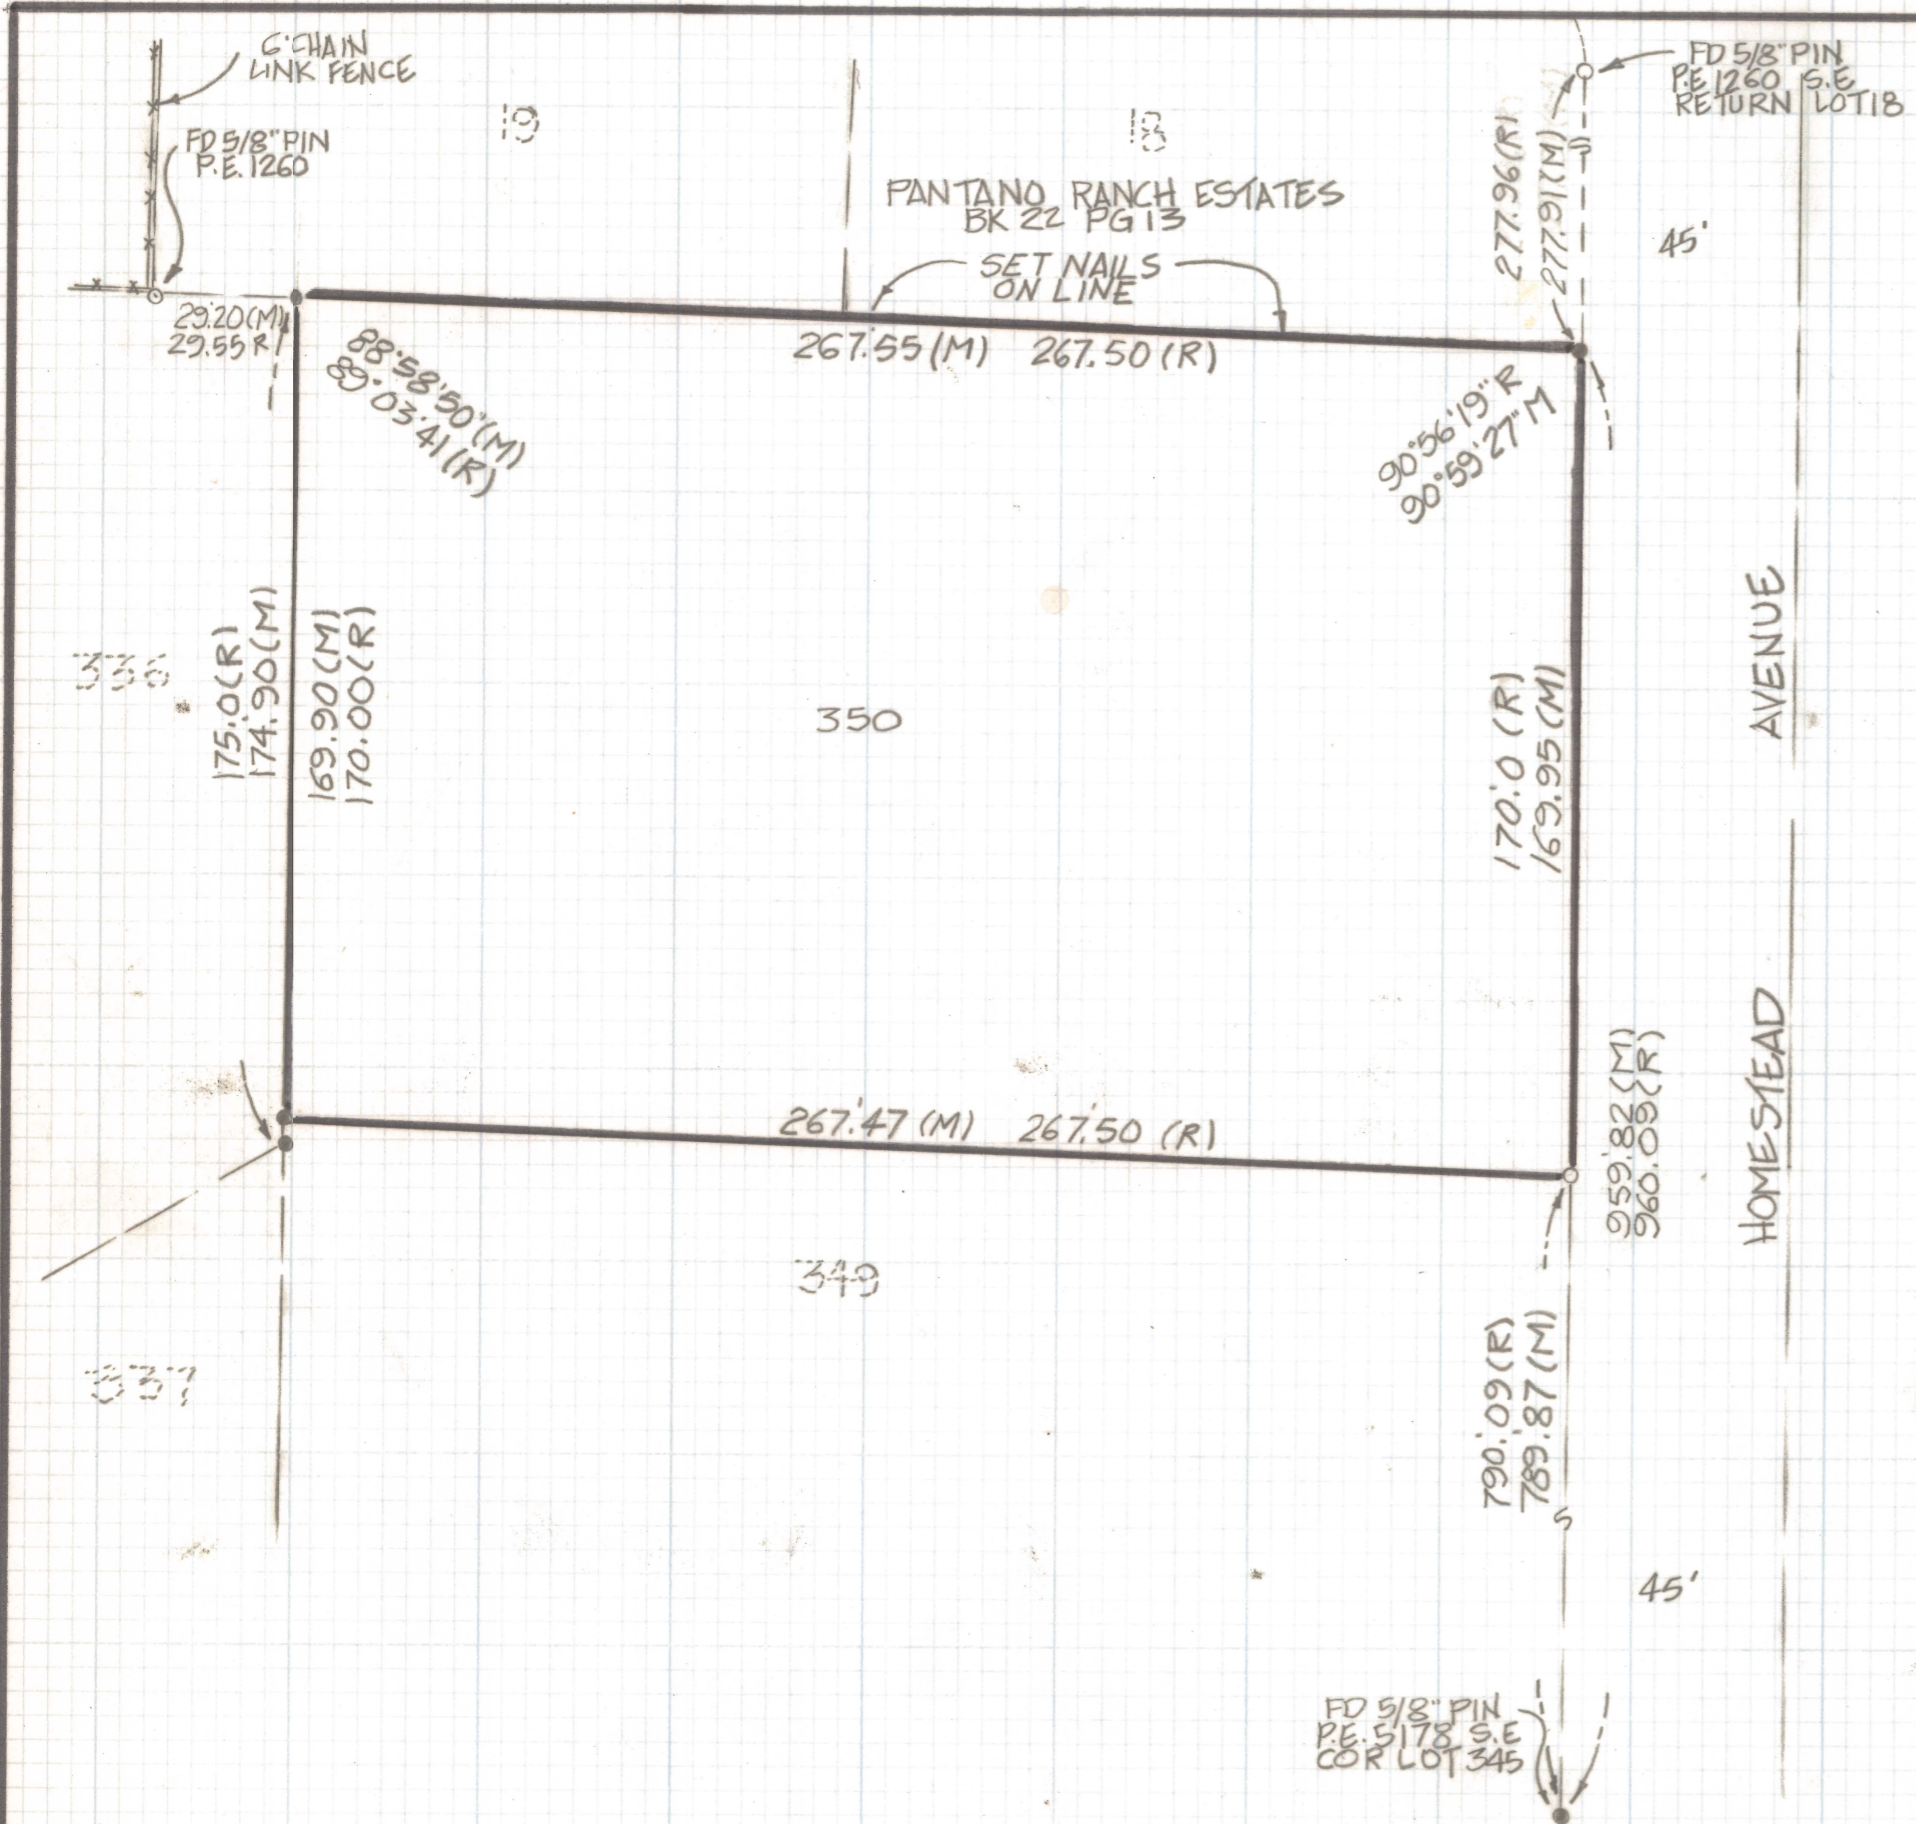 6' CHAIN
LINK FENCE
FD 5/8" PIN
P.E. 1260
19
18
FD 5/8" PIN
P.E 1260 S.E
RETURN LOT 18
PANTANO RANCH ESTATES
BK 22 PG 13
SET NAILS
ON LINE
277.96 (R)
277.91 (M)
45'
29.20 (M)
29.55 R
267.55 (M) 267.50 (R)
88°58'50" (M)
89°03'41 (R)
90°56'19" R
90°59'27" M
175.0 (R)
174.90 (M)
169.90 (M)
170.00 (R)
336
350
170.0 (R)
169.95 (M)
HOMESTEAD AVENUE
267.47 (M) 267.50 (R)
959.82 (M)
960.09 (R)
349
337
790.09 (R)
789.87 (M)
45'
FD 5/8" PIN
P.E. 5178 S.E
COR LOT 345